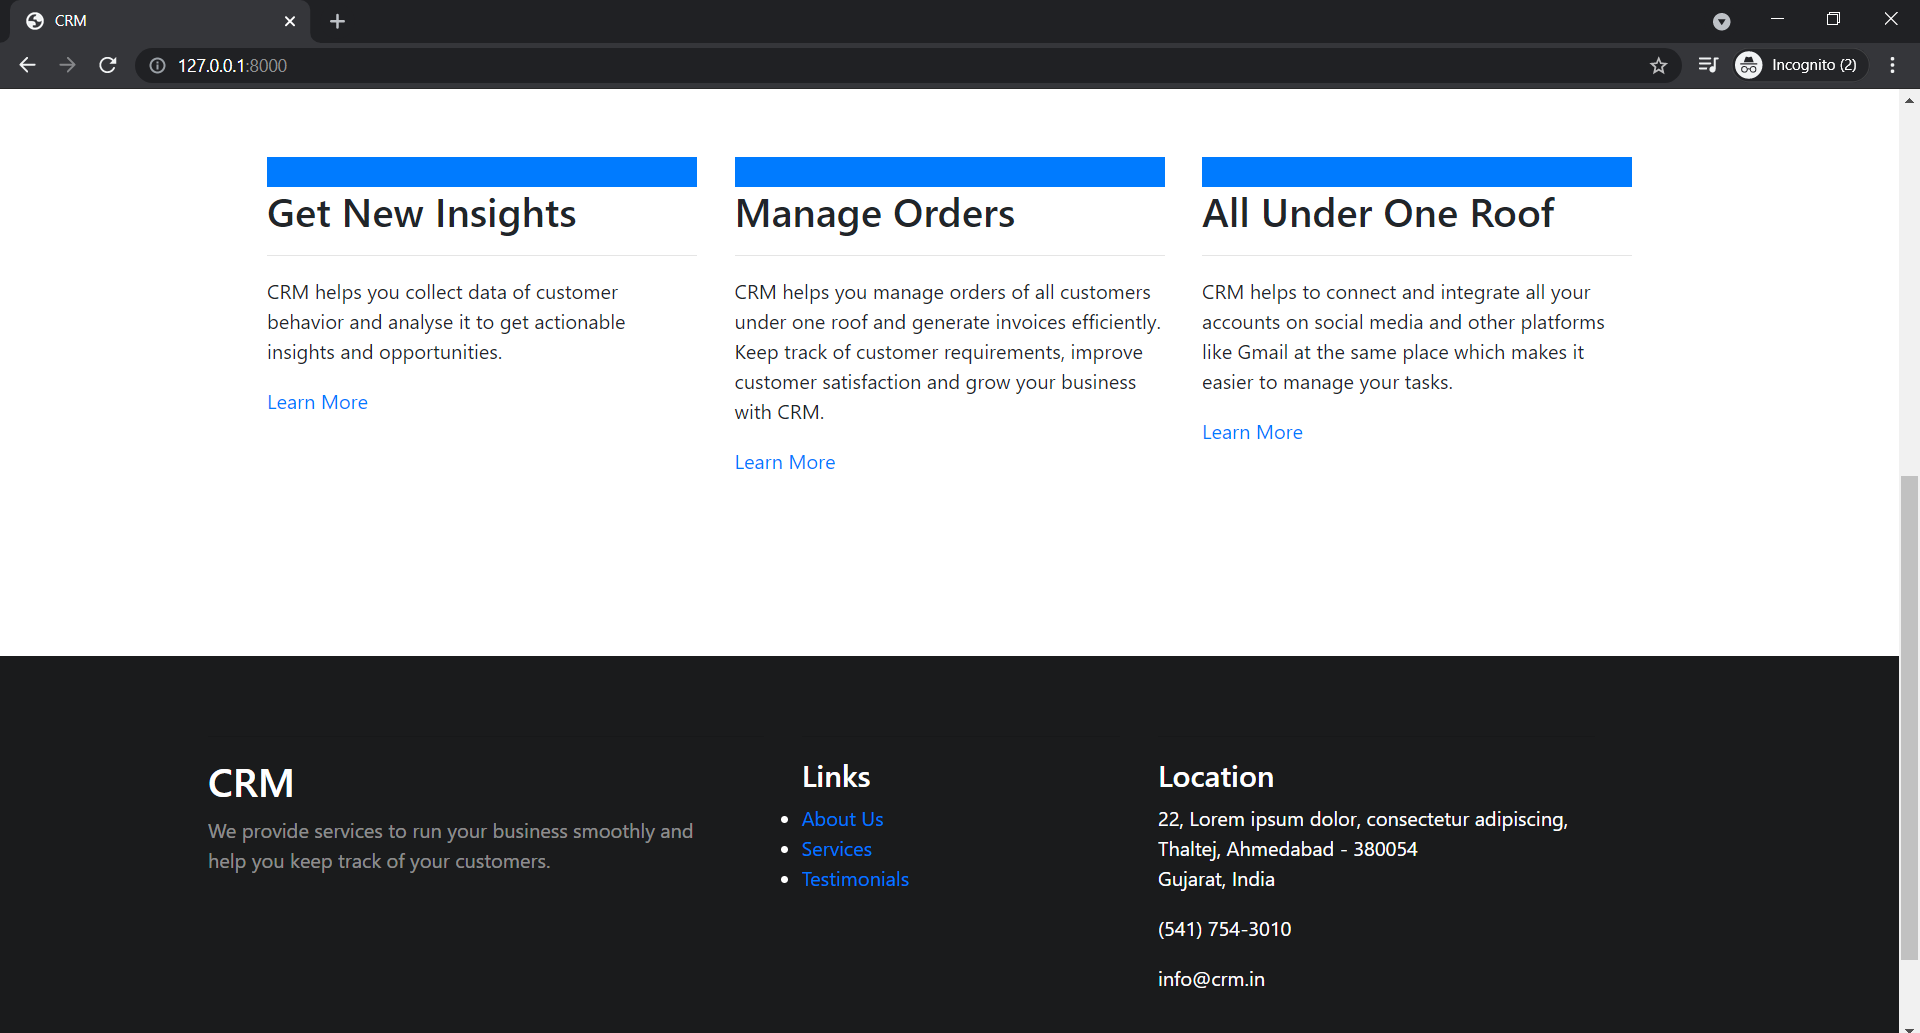 CRM
127.0.0.1:8000
Incognito (2)
Get New Insights
CRM helps you collect data of customer
behavior and analyse it to get actionable
insights and opportunities.
Learn More
Manage Orders
CRM helps you manage orders of all customers
under one roof and generate invoices efficiently.
Keep track of customer requirements, improve
customer satisfaction and grow your business
with CRM.
Learn More
All Under One Roof
CRM helps to connect and integrate all your
accounts on social media and other platforms
like Gmail at the same place which makes it
easier to manage your tasks.
Learn More
CRM
We provide services to run your business smoothly and
help you keep track of your customers.
Links
About Us
Services
Testimonials
Location
22, Lorem ipsum dolor, consectetur adipiscing,
Thaltej, Ahmedabad - 380054
Gujarat, India
(541) 754-3010
info@crm.in